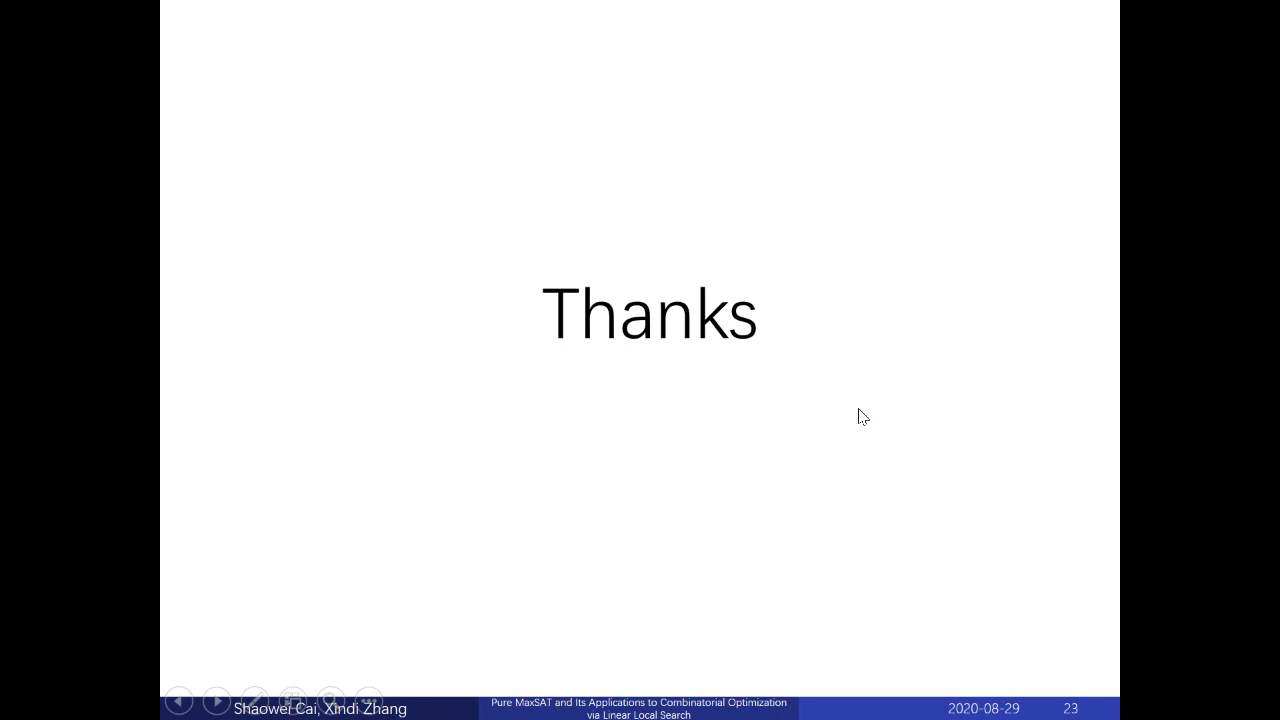 Thanks
Shaowei Cai, Xindi Zhang
Pure MaxSAT and Its Applications to Combinatorial Optimization
via Linear Local Search
2020-08-29
23